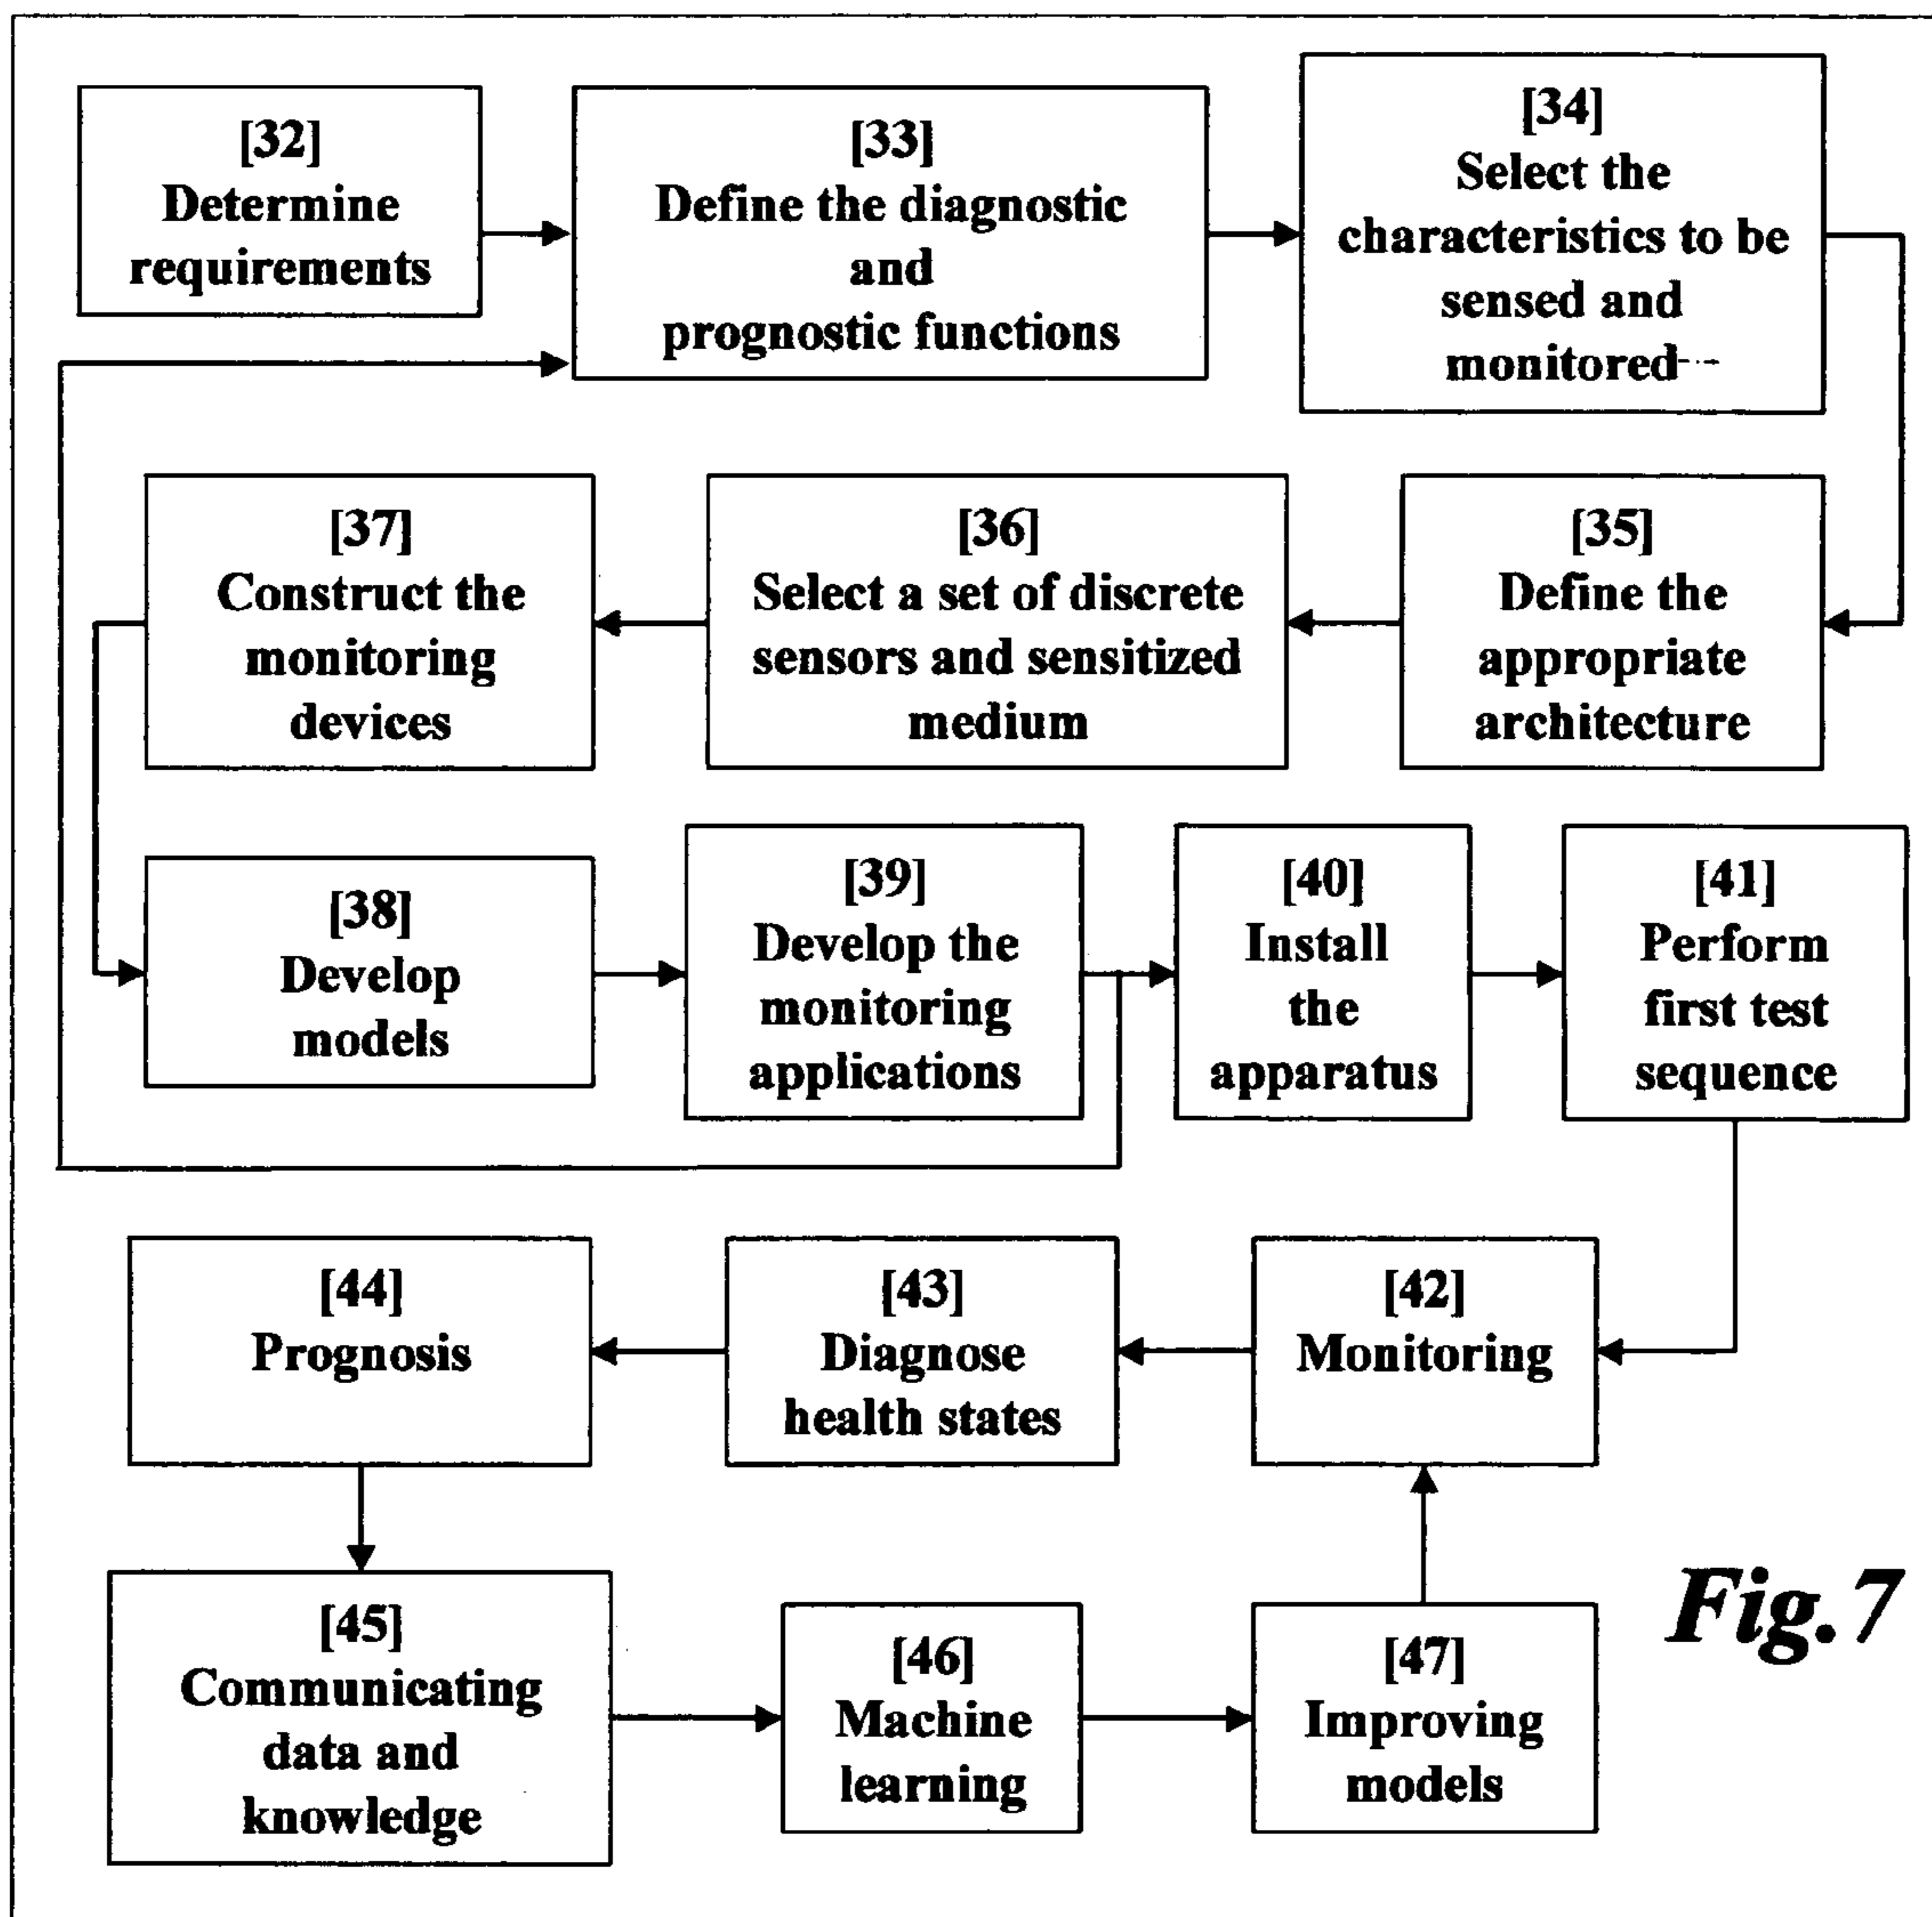 [32]
Determine
requirements
[33]
Define the diagnostic
and
prognostic functions
[34]
Select the
characteristics to be
sensed and
monitored
[37]
Construct the
monitoring
devices
[36]
Select a set of discrete
sensors and sensitized
medium
[35]
Define the
appropriate
architecture
[38]
Develop
models
[39]
Develop the
monitoring
applications
[40]
Install
the
apparatus
[41]
Perform
first test
sequence
[44]
Prognosis
[43]
Diagnose
health states
[42]
Monitoring
[45]
Communicating
data and
knowledge
[46]
Machine
learning
[47]
Improving
models
Fig.7